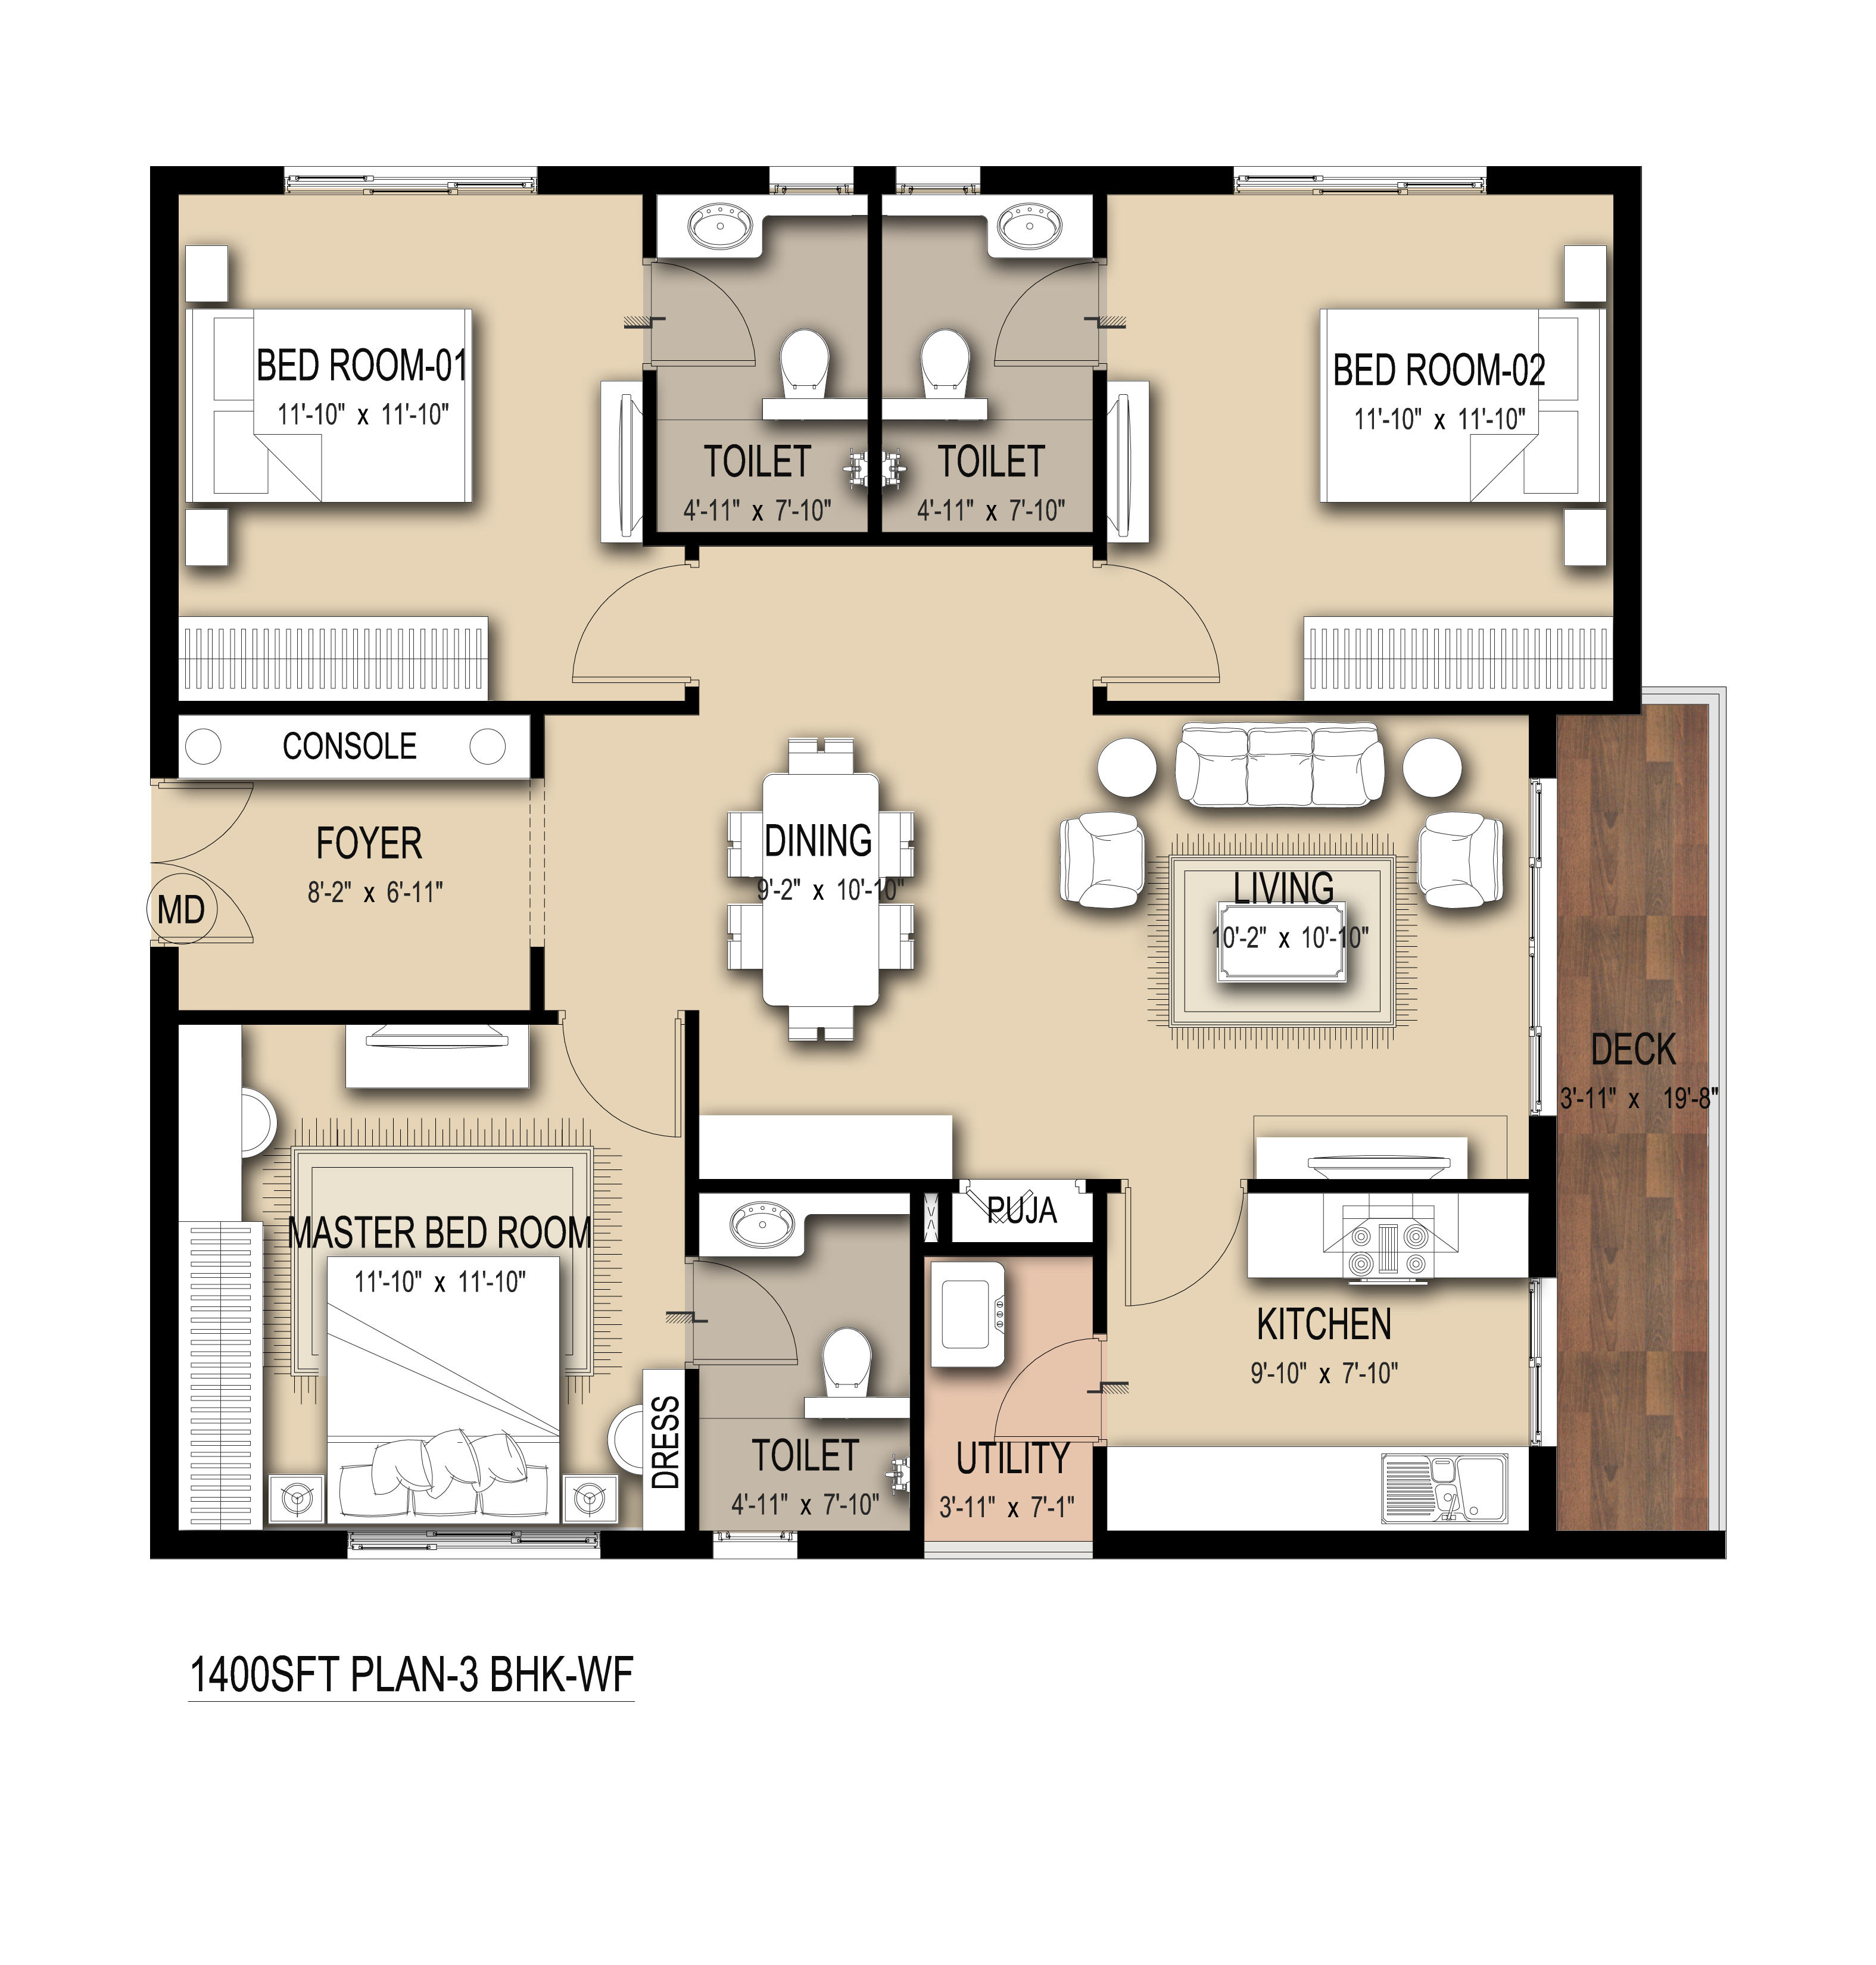 BED ROOM-01
11'-10" x 11'-10"
BED ROOM-02
11'-10" x 11'-10"
TOILET
4'-11" x 7'-10"
TOILET
4'-11" x 7'-10"
CONSOLE
FOYER
8'-2" x 6'-11"
MD
DINING
9'-2" x 10'-10"
LIVING
10'-2" x 10'-10"
DECK
3'-11" x 19'-8"
MASTER BED ROOM
11'-10" x 11'-10"
DRESS
PUJA
TOILET
4'-11" x 7'-10"
UTILITY
3'-11" x 7'-1"
KITCHEN
9'-10" x 7'-10"
1400SFT PLAN-3 BHK-WF